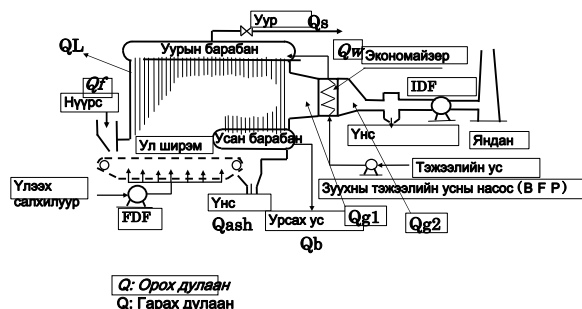 Уур Qs
QL
Уурын барабан
Qw Экономайзер
Qf
IDF
Нүүрс
Үнс
Ул ширэм
Усан барабан
Яндан
Тэжээлийн ус
Үлээх салхилуур
Зуухны тэжээлийн усны насос (BFP)
FDF
Үнс
Qash
Урсах ус
Qb
Qg1
Qg2
Q: Орох дулаан
Q: Гарах дулаан